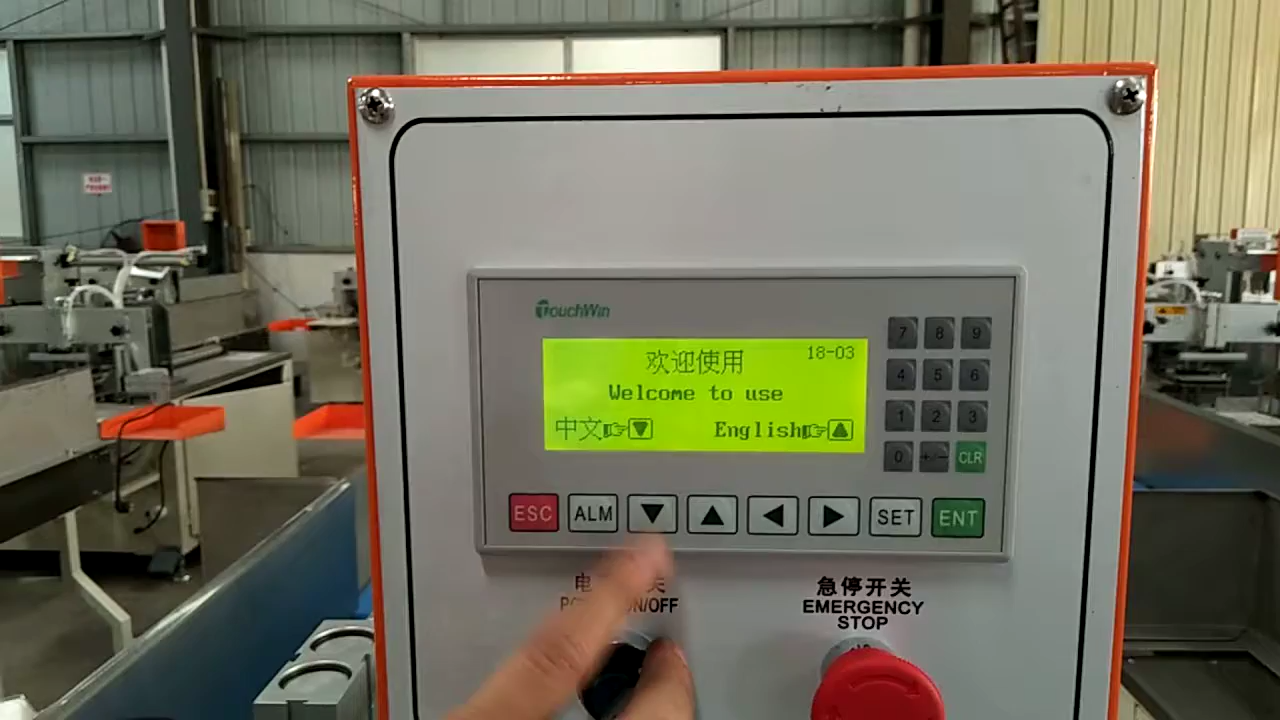 TouchWin
欢迎使用
18-03
Welcome to use
中文☞▼
English☞▲
7 8 9
4 5 6
1 2 3
0 +/- CLR
ESC ALM ▼ ▲ ◀ ▶ SET ENT
ON/OFF
急停开关
EMERGENCY
STOP